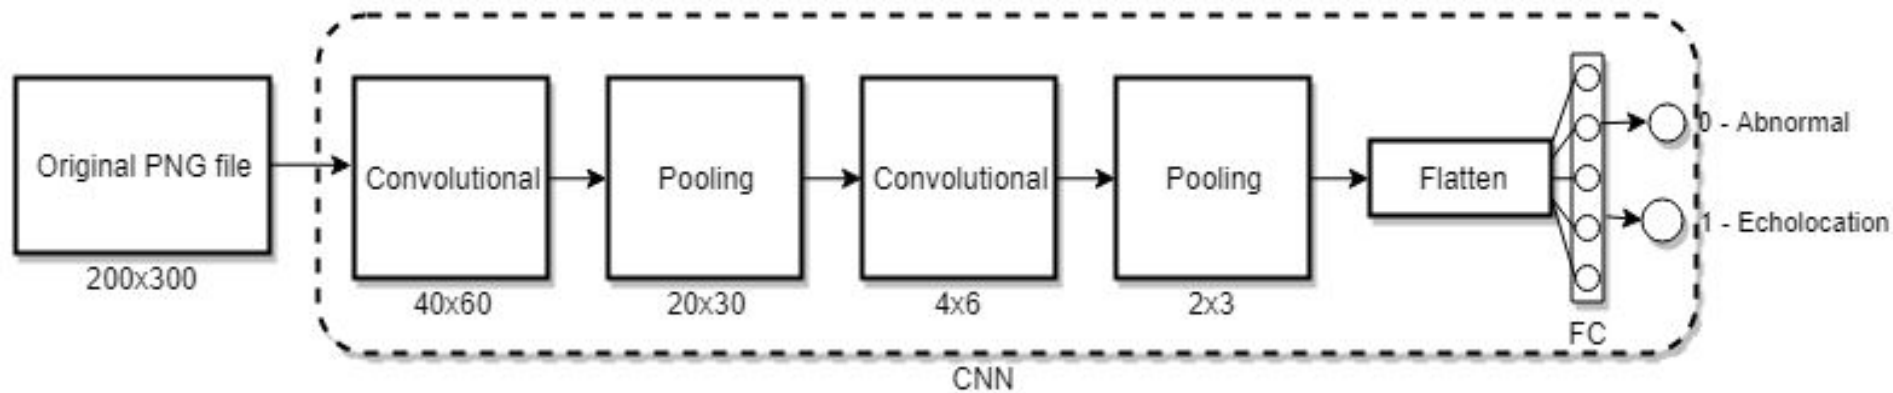 Original PNG file
200x300
Convolutional
40x60
Pooling
20x30
Convolutional
4x6
Pooling
2x3
Flatten
FC
0 - Abnormal
1 - Echolocation
CNN